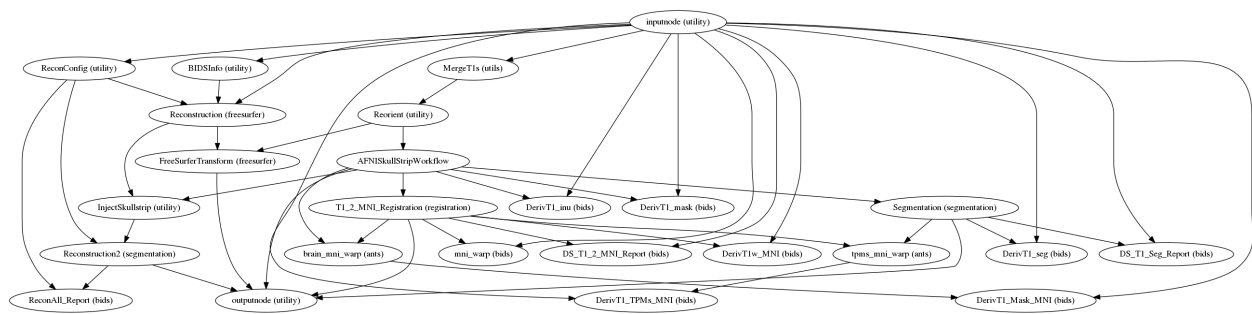 inputnode (utility)
ReconConfig (utility)
BIDSInfo (utility)
MergeT1s (utils)
Reconstruction (freesurfer)
Reorient (utility)
FreeSurferTransform (freesurfer)
AFNISkullStripWorkflow
InjectSkullstrip (utility)
T1_2_MNI_Registration (registration)
DerivT1_inu (bids)
DerivT1_mask (bids)
Segmentation (segmentation)
Reconstruction2 (segmentation)
brain_mni_warp (ants)
mni_warp (bids)
DS_T1_2_MNI_Report (bids)
DerivT1w_MNI (bids)
tpms_mni_warp (ants)
DerivT1_seg (bids)
DS_T1_Seg_Report (bids)
ReconAll_Report (bids)
outputnode (utility)
DerivT1_TPMs_MNI (bids)
DerivT1_Mask_MNI (bids)